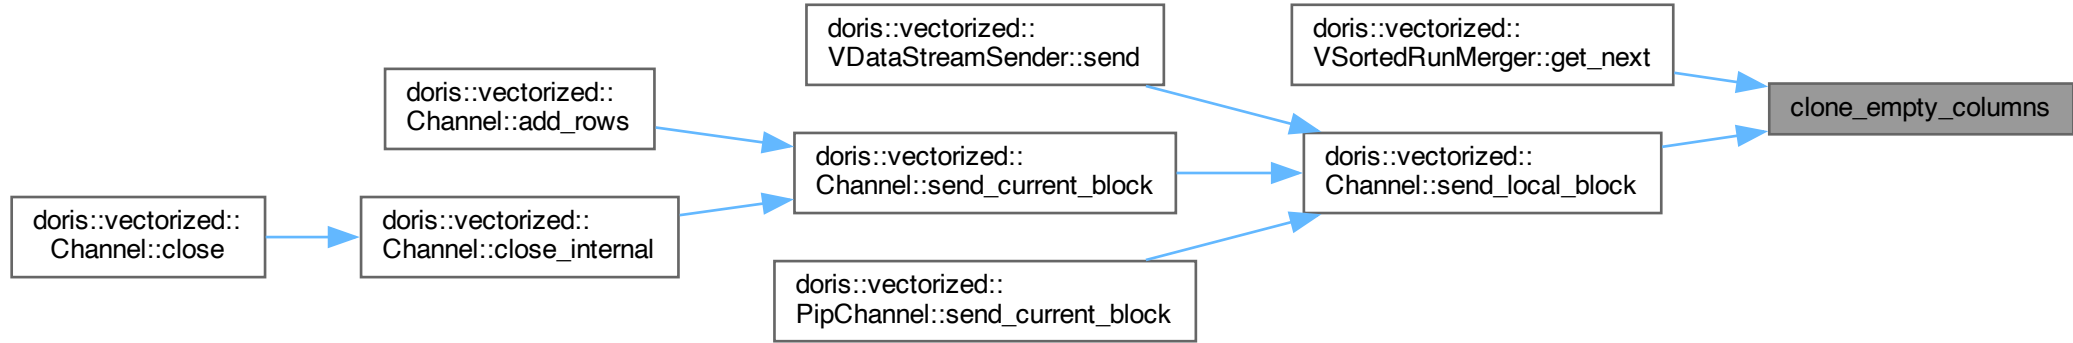 doris::vectorized::
VDataStreamSender::send
doris::vectorized::
VSortedRunMerger::get_next
doris::vectorized::
Channel::add_rows
clone_empty_columns
doris::vectorized::
Channel::send_current_block
doris::vectorized::
Channel::send_local_block
doris::vectorized::
Channel::close
doris::vectorized::
Channel::close_internal
doris::vectorized::
PipChannel::send_current_block